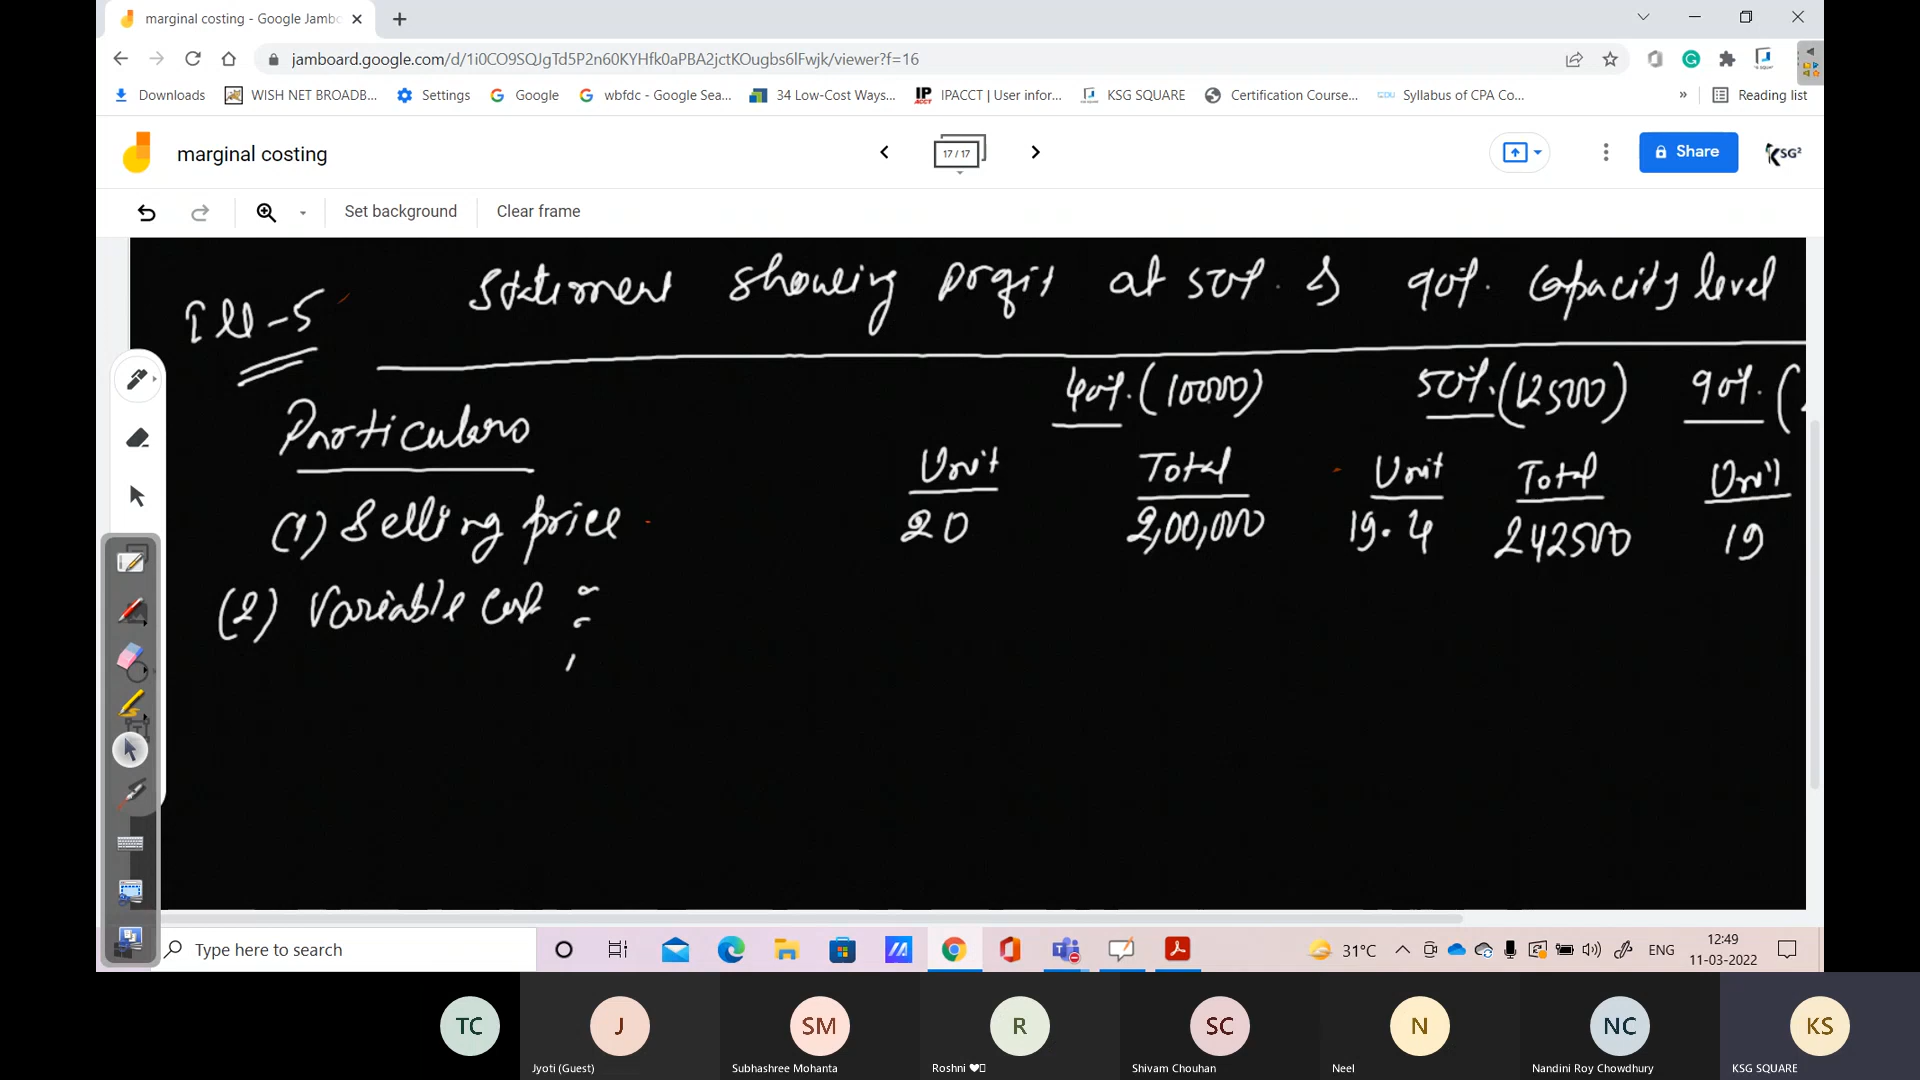 marginal costing - Google Jambo
jamboard.google.com/d/1i0CO9SQJgTd5P2n60KYHfk0aPBA2jctKOugbs6lFwjk/viewer?f=16
Downloads WISH NET BROADB... Settings Google wbfdc - Google Sea... 34 Low-Cost Ways... IPACCT | User infor... KSG SQUARE Certification Course... Syllabus of CPA Co... » Reading list
marginal costing 17 / 17 Share KSG²
Set background Clear frame
Ill-5 Statement showing profit at 50%. & 90%. Capacity level
40%. (10000) 50%. (12500) 90%. (
Particulars
Unit Total Unit Total Unit
(1) Selling price 20 2,00,000 19.4 242500 19
(2) Variable Cost :-
Type here to search 31°C ENG 12:49
11-03-2022
TC J SM R SC N NC KS
Jyoti (Guest) Subhashree Mohanta Roshni ❤ Shivam Chouhan Neel Nandini Roy Chowdhury KSG SQUARE